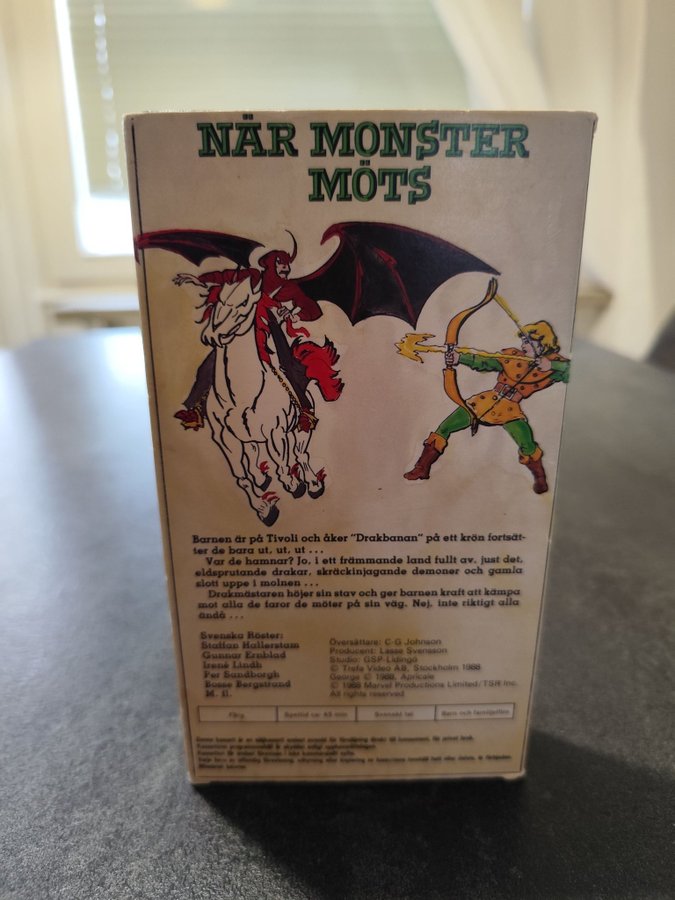 NÄR MONSTER
MÖTS
Barnen är på Tivoli och åker "Drakbanan" på ett krön fortsät-
ter de bara ut, ut, ut ...
Var de hamnar? Jo, i ett främmande land fullt av, just det,
eldsprutande drakar, skräckinjagande demoner och gamla
slott uppe i molnen ...
Drakmästaren höjer sin stav och ger barnen kraft att kämpa
mot alla de faror de möter på sin väg. Nej, inte riktigt alla
ändå ...
Svenska Röster:
Staffan Hallerstam
Gunnar Ernblad
Irené Lindh
Per Sandborgh
Bosse Bergstrand
M. fl.
Översättare: C-G Johnson
Producent: Lasse Svensson
Studio: GSP-Lidingö
© Trefa Video AB, Stockholm 1988
George © 1988, Apricale
© 1988 Marvel Productions Limited/TSR Inc.
All rights reserved
Färg
Speltid ca: 45 min
Svenskt tal
Barn och familjefilm